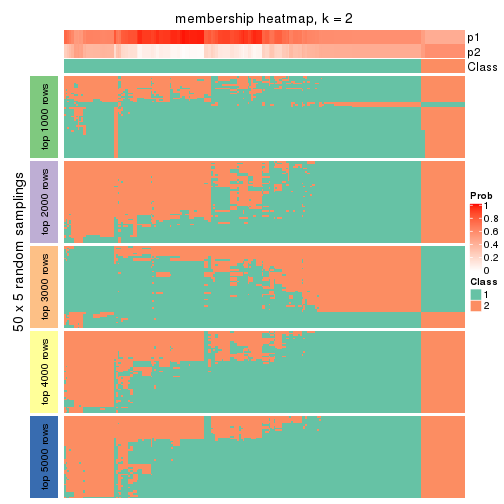 membership heatmap, k = 2
p1
p2
Class
50 x 5 random samplings
top 1000 rows
top 2000 rows
top 3000 rows
top 4000 rows
top 5000 rows
Prob
1
0.8
0.6
0.4
0.2
0
Class
1
2